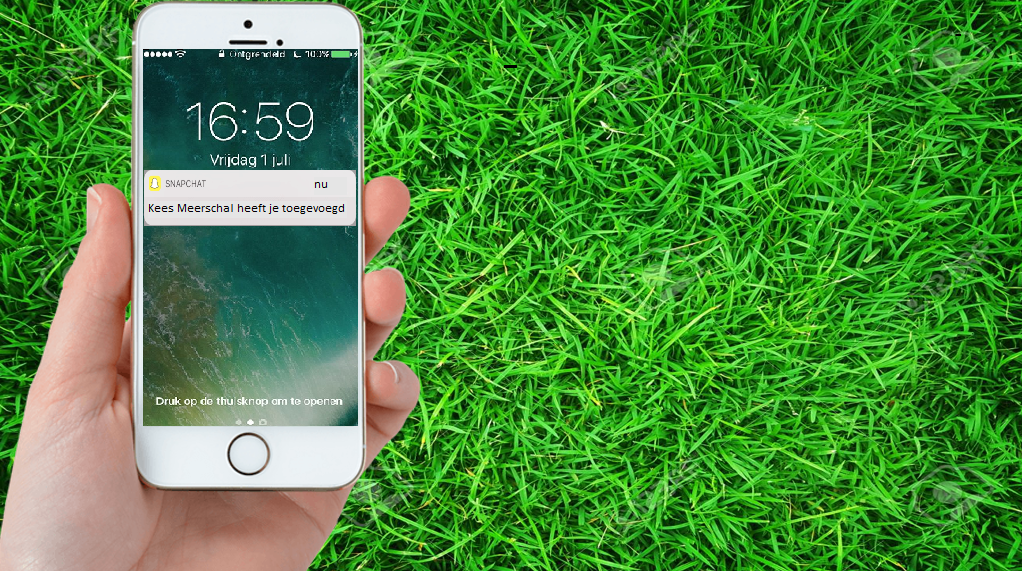 Ontgrendeld 100%
16:59
Vrijdag 1 juli
SNAPCHAT nu
Kees Meerschal heeft je toegevoegd
Druk op de thuisknop om te openen